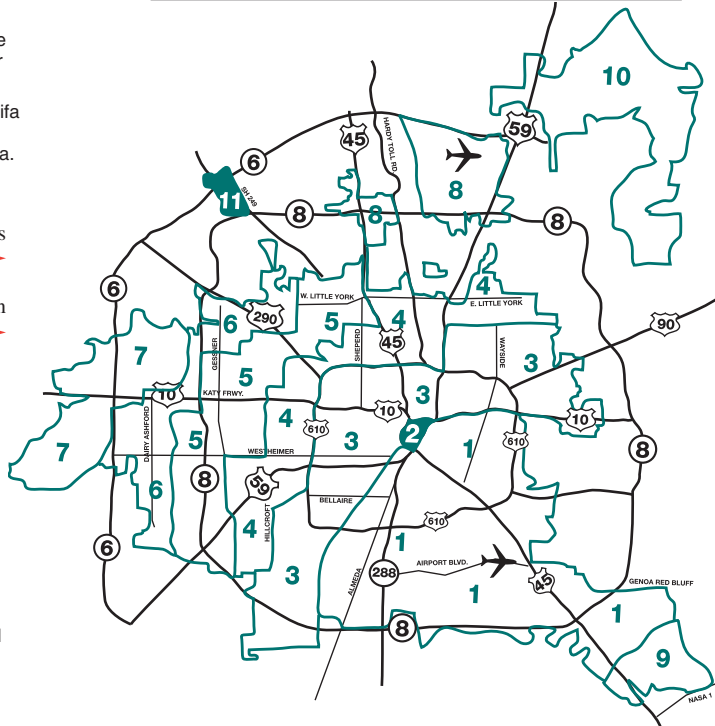 e
r
ifa
a.
s
n
l
10
59
45
HARDY TOLL RD.
6
8
11
SH 249
8
8
8
6
4
W. LITTLE YORK
E. LITTLE YORK
290
6
5
4
90
7
GESSNER
SHEPERD
45
WAYSIDE
3
5
10
KATY FRWY.
3
10
10
4
610
2
610
7
DAIRY ASHFORD
5
3
1
8
WESTHEIMER
8
59
6
BELLAIRE
HILLCROFT
4
610
6
1
3
ALMEDA
288
AIRPORT BLVD.
45
1
GENOA RED BLUFF
1
8
9
NASA 1